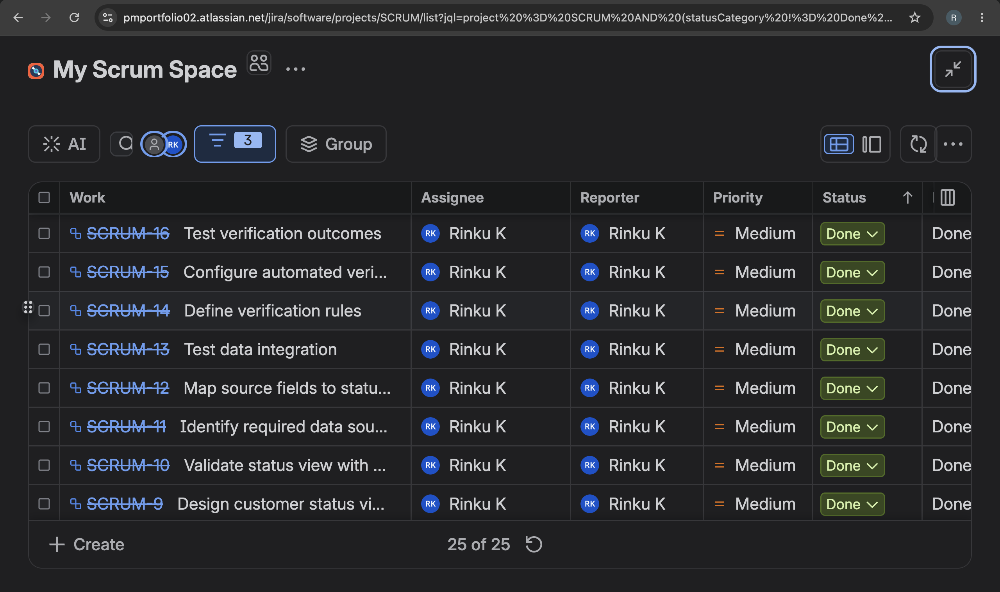 pmportfolio02.atlassian.net/jira/software/projects/SCRUM/list?jql=project%20%3D%20SCRUM%20AND%20(statusCategory%20!%3D%20Done%2...
R
My Scrum Space
AI
RK
3
Group
Work Assignee Reporter Priority Status
SCRUM-16 Test verification outcomes RK Rinku K RK Rinku K Medium Done Done
SCRUM-15 Configure automated veri... RK Rinku K RK Rinku K Medium Done Done
SCRUM-14 Define verification rules RK Rinku K RK Rinku K Medium Done Done
SCRUM-13 Test data integration RK Rinku K RK Rinku K Medium Done Done
SCRUM-12 Map source fields to statu... RK Rinku K RK Rinku K Medium Done Done
SCRUM-11 Identify required data sou... RK Rinku K RK Rinku K Medium Done Done
SCRUM-10 Validate status view with ... RK Rinku K RK Rinku K Medium Done Done
SCRUM-9 Design customer status vi... RK Rinku K RK Rinku K Medium Done Done
Create
25 of 25